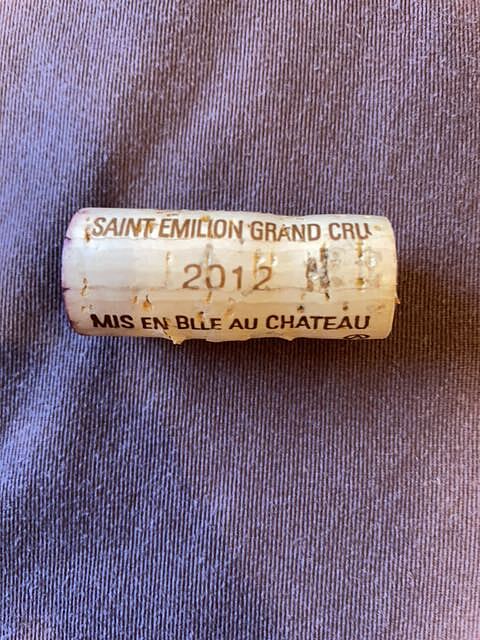 SAINT EMILION GRAND CRU
2012
MIS EN BLLE AU CHATEAU